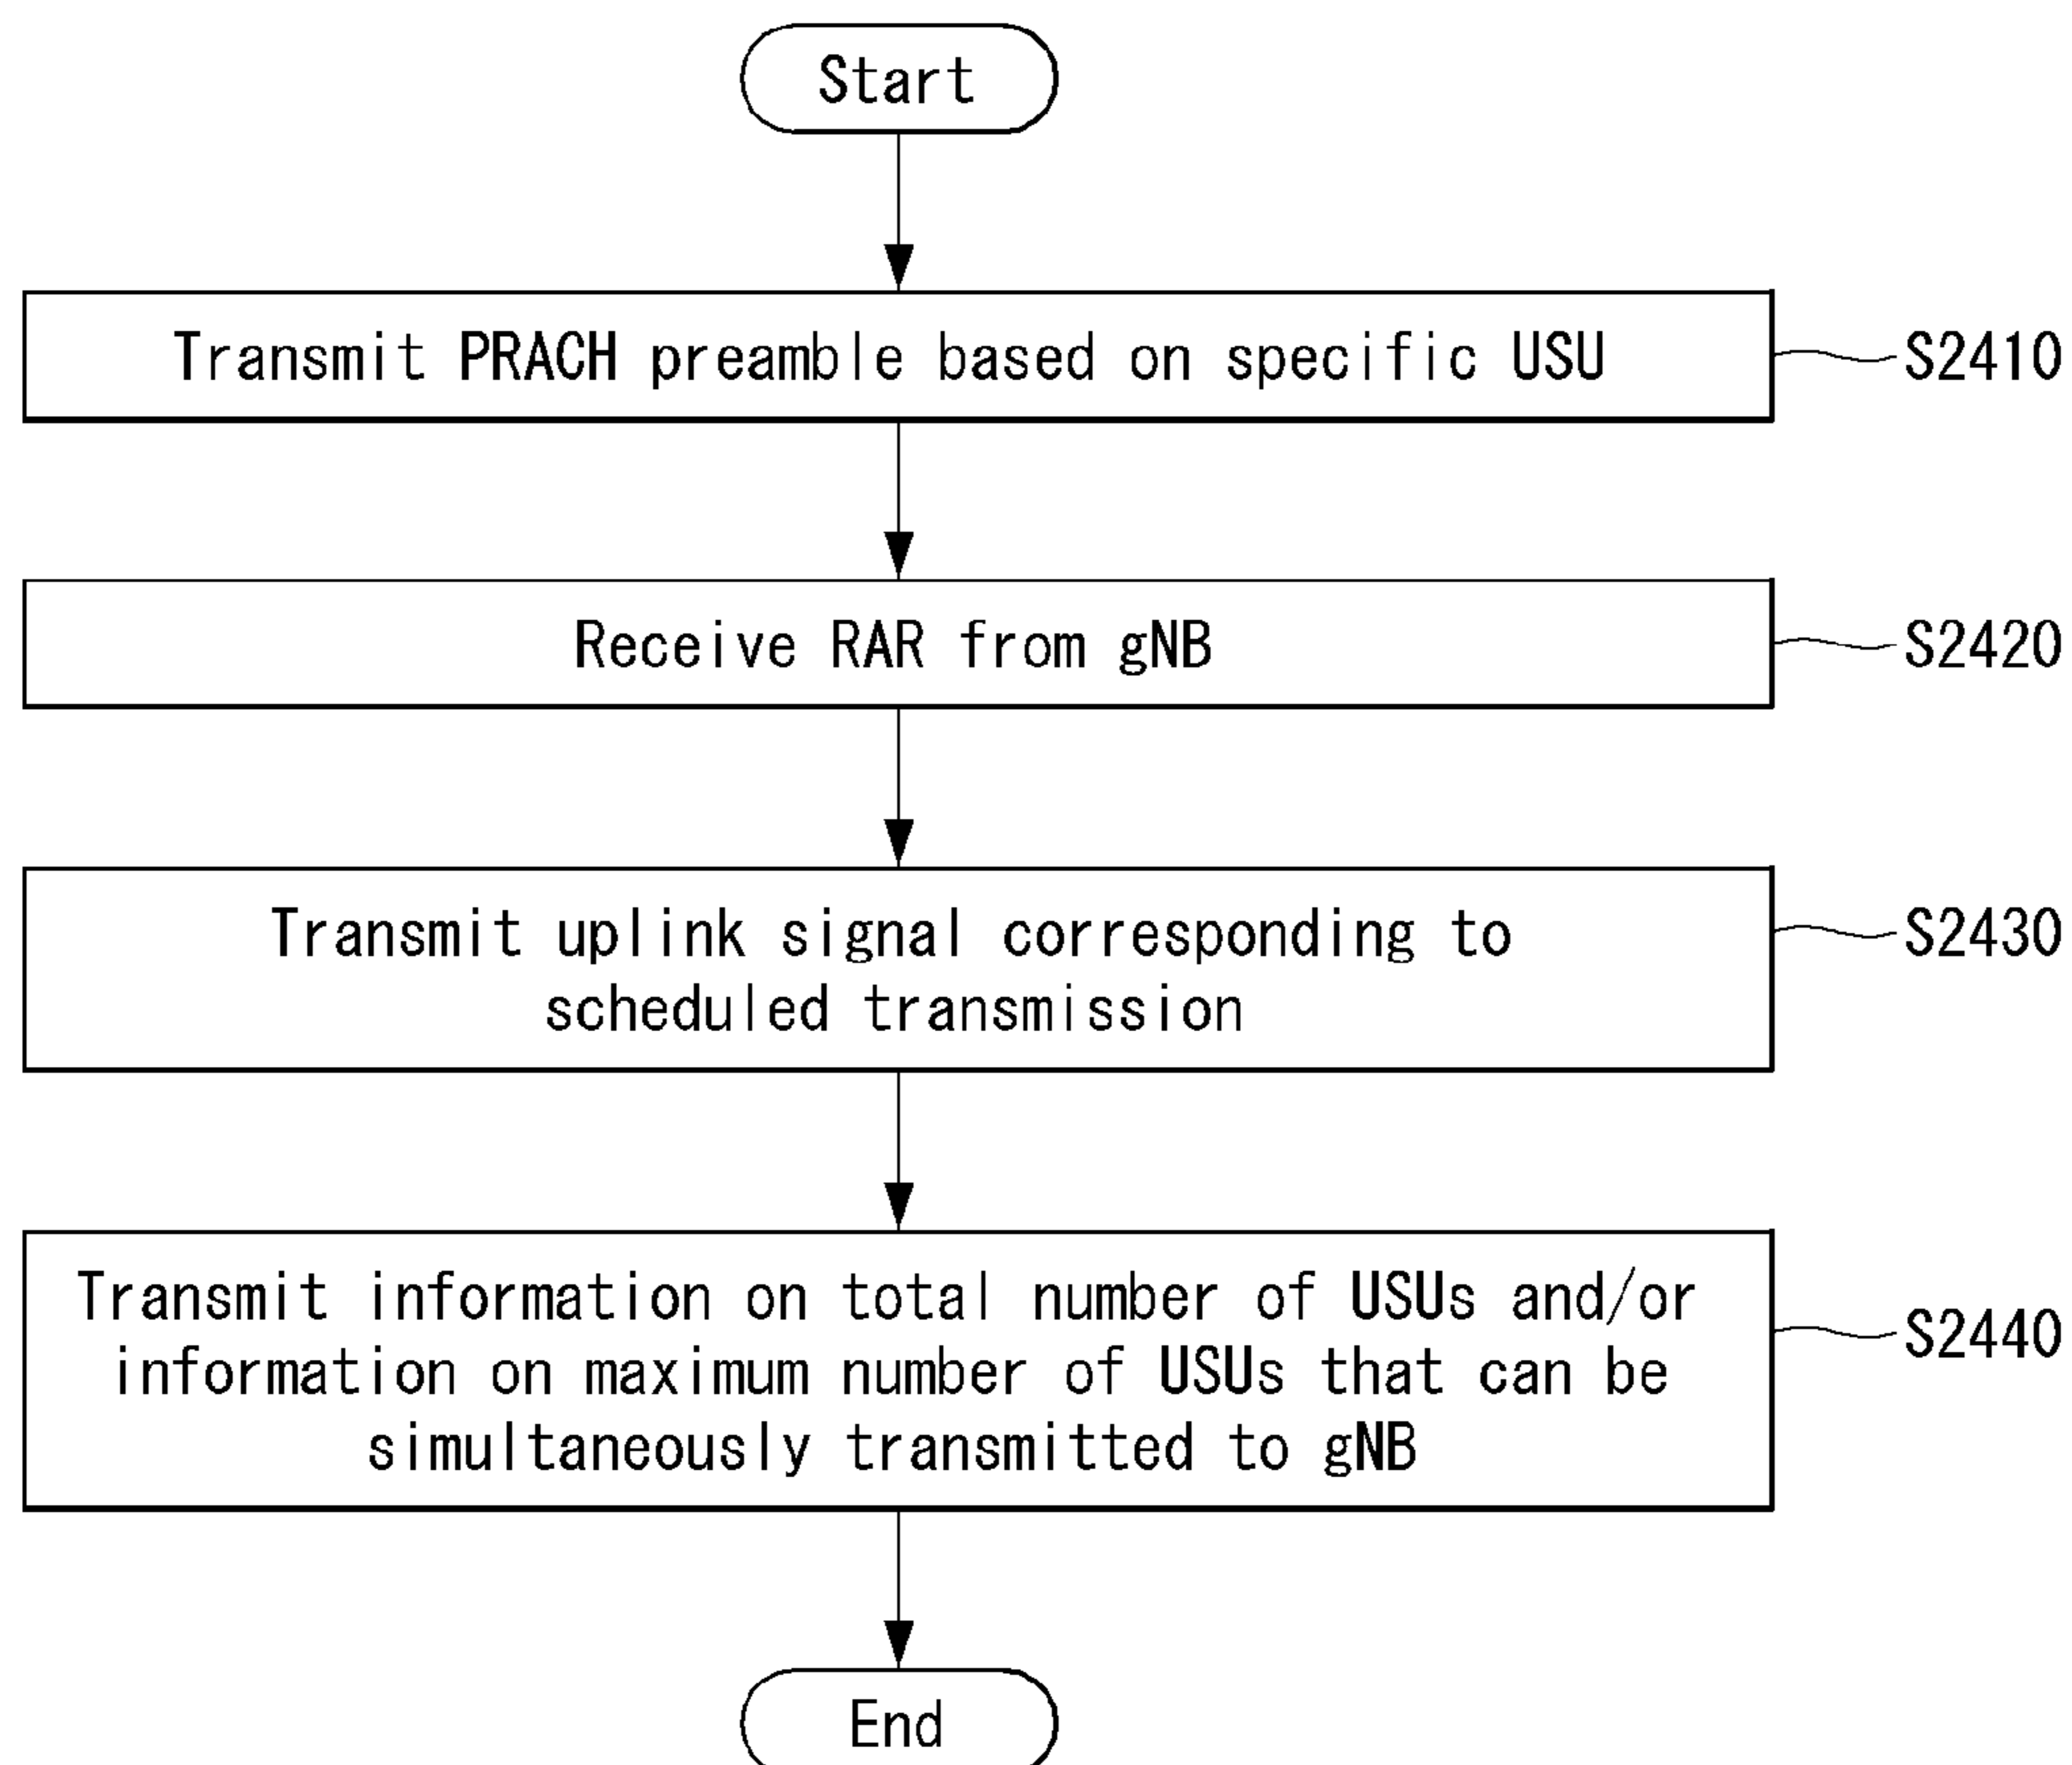 Start
Transmit PRACH preamble based on specific USU
S2410
Receive RAR from gNB
S2420
Transmit uplink signal corresponding to
scheduled transmission
S2430
Transmit information on total number of USUs and/or
information on maximum number of USUs that can be
simultaneously transmitted to gNB
S2440
End